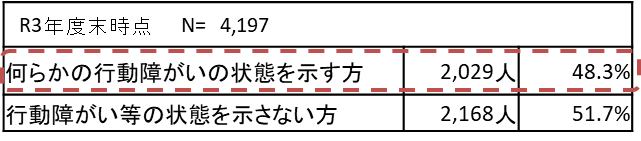 R3年度末時点 N= 4,197
何らかの行動障がいの状態を示す方 2,029人 48.3%
行動障がい等の状態を示さない方 2,168人 51.7%